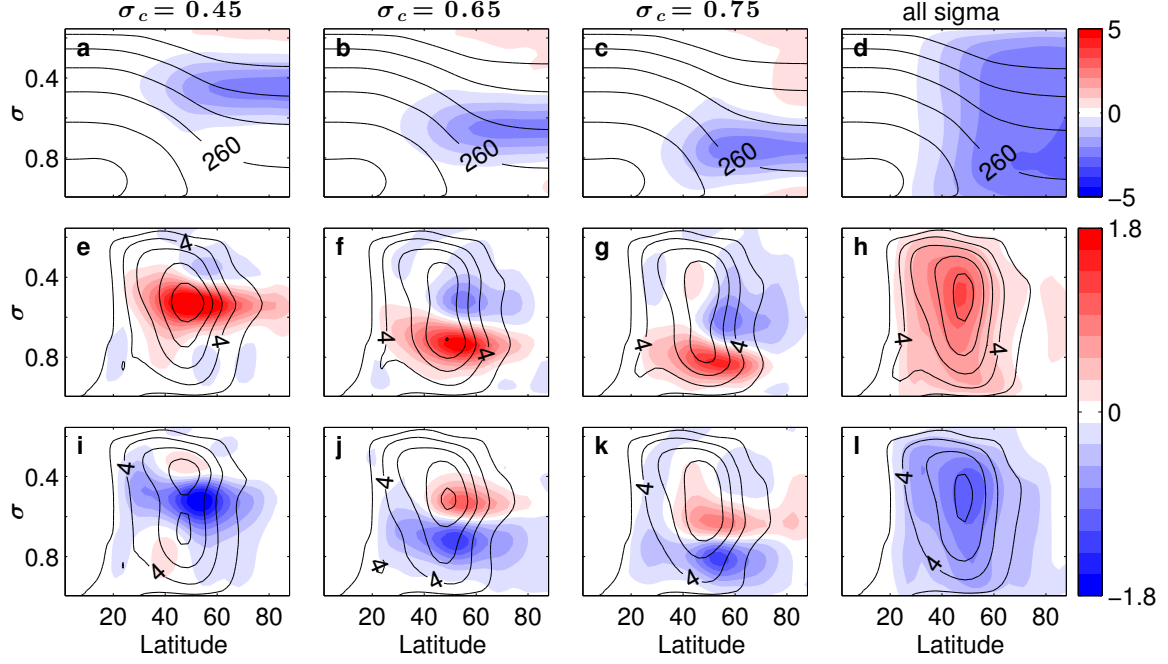 σc = 0.45 σc = 0.65 σc = 0.75 all sigma
a b c d
σ 0.4 0.8
260 260 260 260
5 0 −5
e f g h
σ 0.4 0.8
4 4 4 4 4 4 4 4
1.8 0 −1.8
i j k l
σ 0.4 0.8
4 4 4 4 4 4 4 4 4
20 40 60 80 20 40 60 80 20 40 60 80 20 40 60 80
Latitude Latitude Latitude Latitude